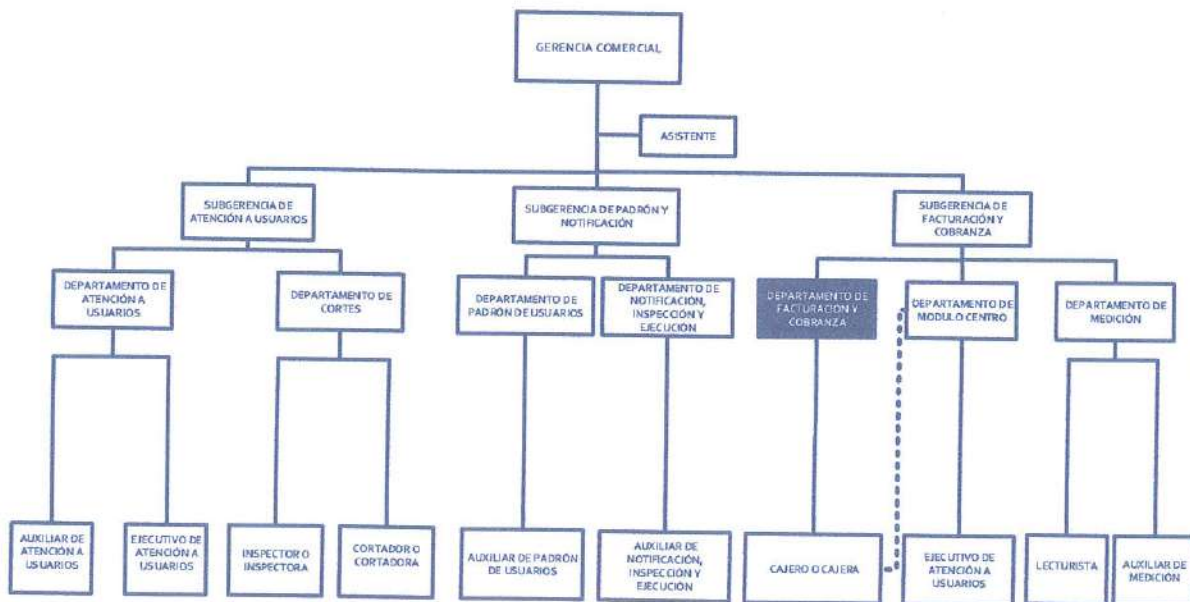 GERENCIA COMERCIAL
ASISTENTE
SUBGERENCIA DE
ATENCIÓN A USUARIOS
SUBGERENCIA DE PADRÓN Y
NOTIFICACIÓN
SUBGERENCIA DE
FACTURACIÓN Y
COBRANZA
DEPARTAMENTO DE
ATENCIÓN A
USUARIOS
DEPARTAMENTO DE
CORTES
DEPARTAMENTO DE
PADRÓN DE USUARIOS
DEPARTAMENTO DE
NOTIFICACIÓN,
INSPECCIÓN Y
EJECUCIÓN
DEPARTAMENTO DE
FACTURACIÓN Y
COBRANZA
DEPARTAMENTO DE
MODULO CENTRO
DEPARTAMENTO DE
MEDICIÓN
AUXILIAR DE
ATENCIÓN A
USUARIOS
EJECUTIVO DE
ATENCIÓN A
USUARIOS
INSPECTOR O
INSPECTORA
CORTADOR O
CORTADORA
AUXILIAR DE PADRÓN
DE USUARIOS
AUXILIAR DE
NOTIFICACIÓN,
INSPECCIÓN Y
EJECUCIÓN
CAJERO O CAJERA
EJECUTIVO DE
ATENCIÓN A
USUARIOS
LECTURISTA
AUXILIAR DE
MEDICIÓN